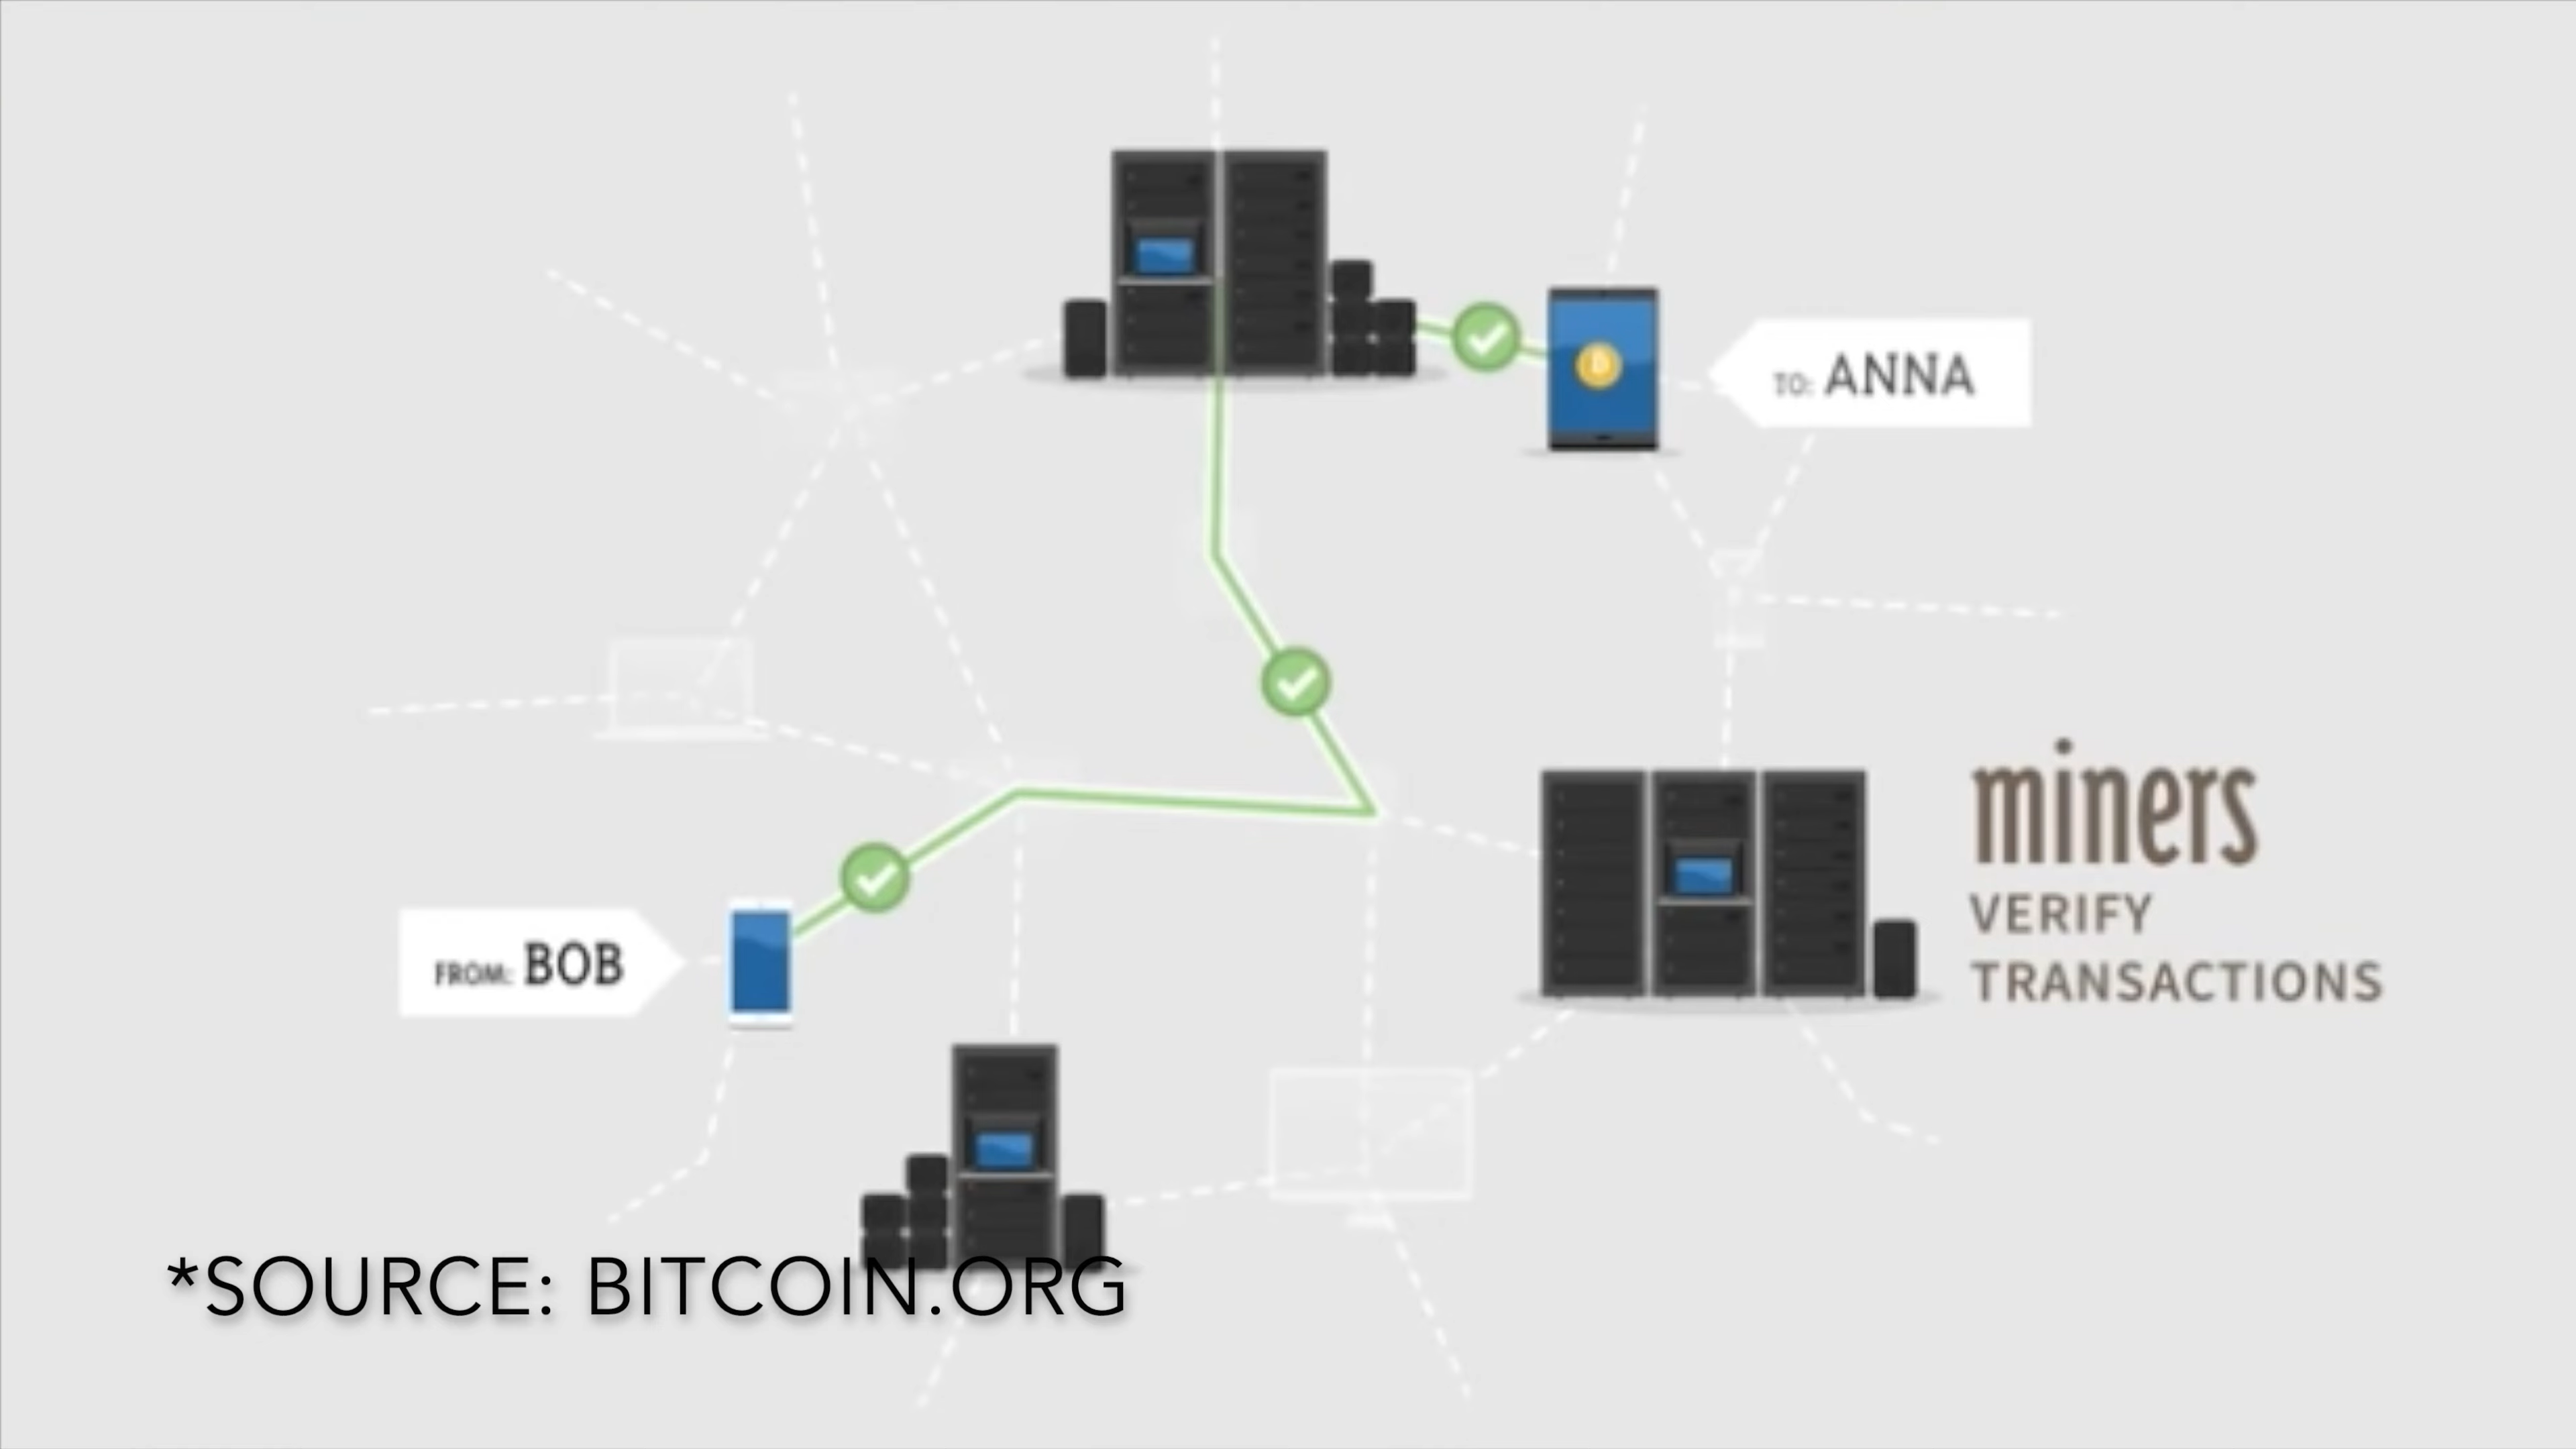 TO: ANNA
miners
VERIFY
TRANSACTIONS
FROM: BOB
*SOURCE: BITCOIN.ORG